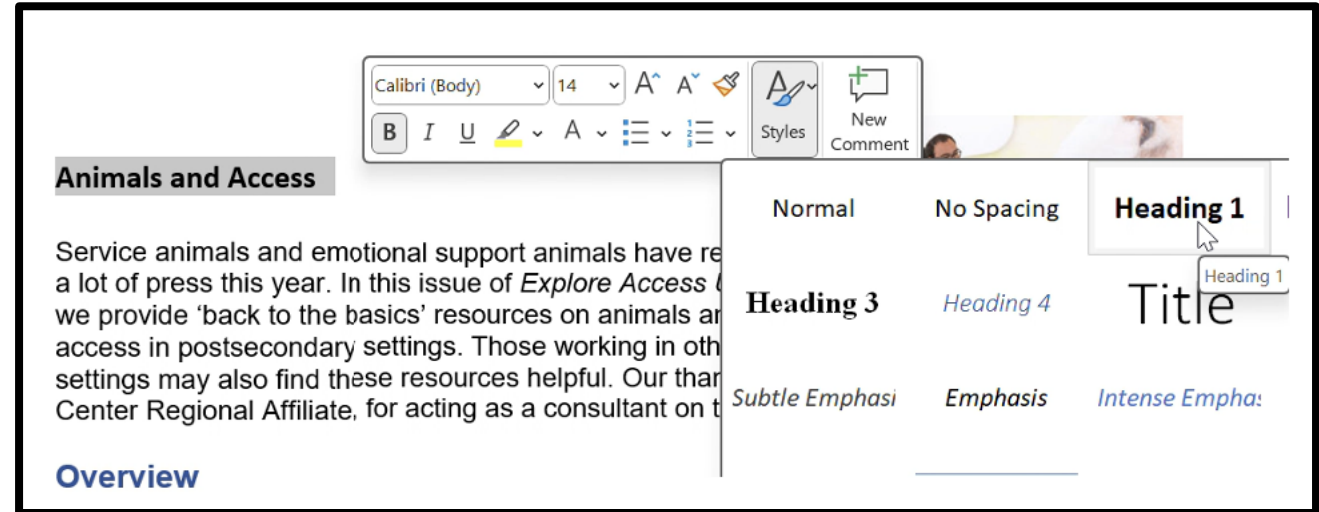 Calibri (Body) 14
B I U A Styles New
Comment
Animals and Access
Normal No Spacing Heading 1
Heading 1
Heading 3 Heading 4 Title
Subtle Emphasi Emphasis Intense Emphas
Service animals and emotional support animals have re
a lot of press this year. In this issue of Explore Access
we provide ‘back to the basics’ resources on animals an
access in postsecondary settings. Those working in oth
settings may also find these resources helpful. Our than
Center Regional Affiliate, for acting as a consultant on t
Overview